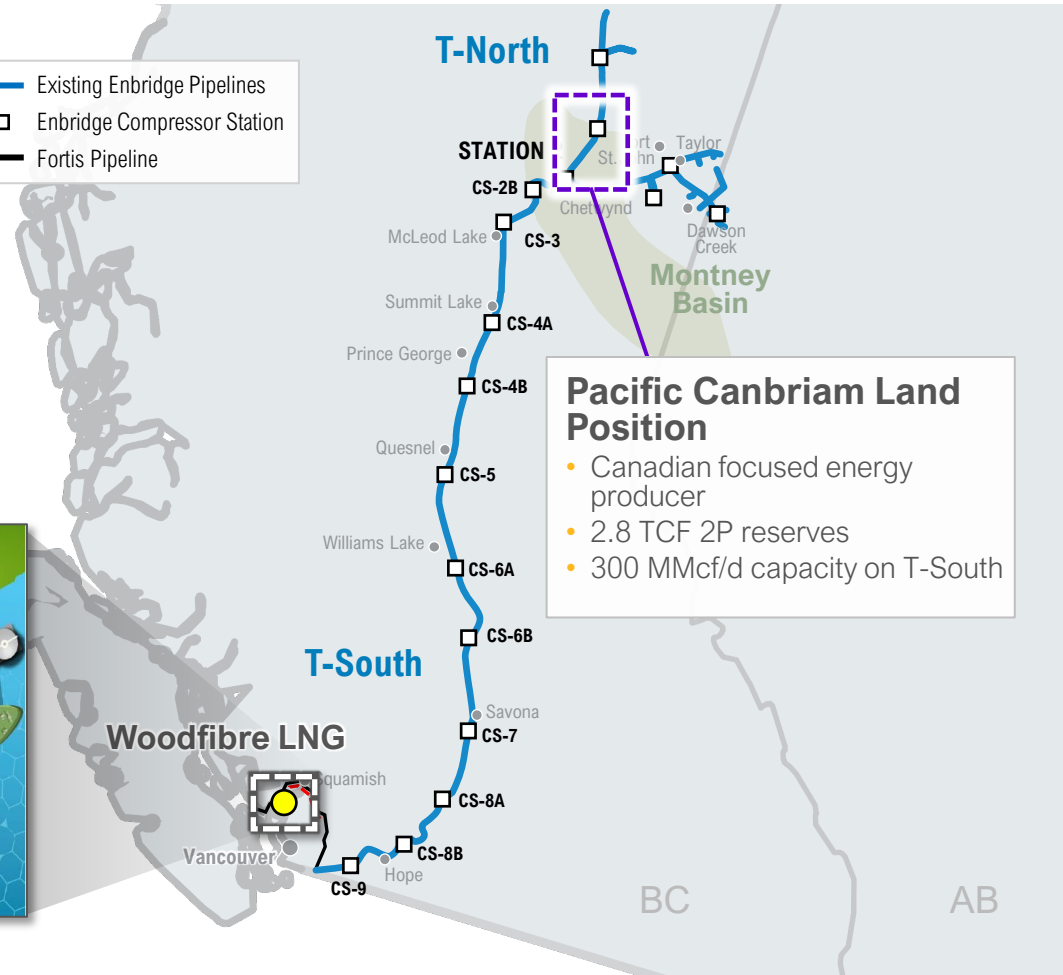 T-North
Existing Enbridge Pipelines
Enbridge Compressor Station
Fortis Pipeline
STATION
Taylor
CS-2B
Chetwynd
McLeod Lake
CS-3
Dawson
Creek
Montney
Basin
Summit Lake
CS-4A
Prince George
CS-4B
Pacific Canbriam Land
Position
• Canadian focused energy
producer
• 2.8 TCF 2P reserves
• 300 MMcf/d capacity on T-South
Quesnel
CS-5
Williams Lake
CS-6A
CS-6B
T-South
Savona
CS-7
Woodfibre LNG
CS-8A
Vancouver
CS-8B
Hope
CS-9
BC
AB